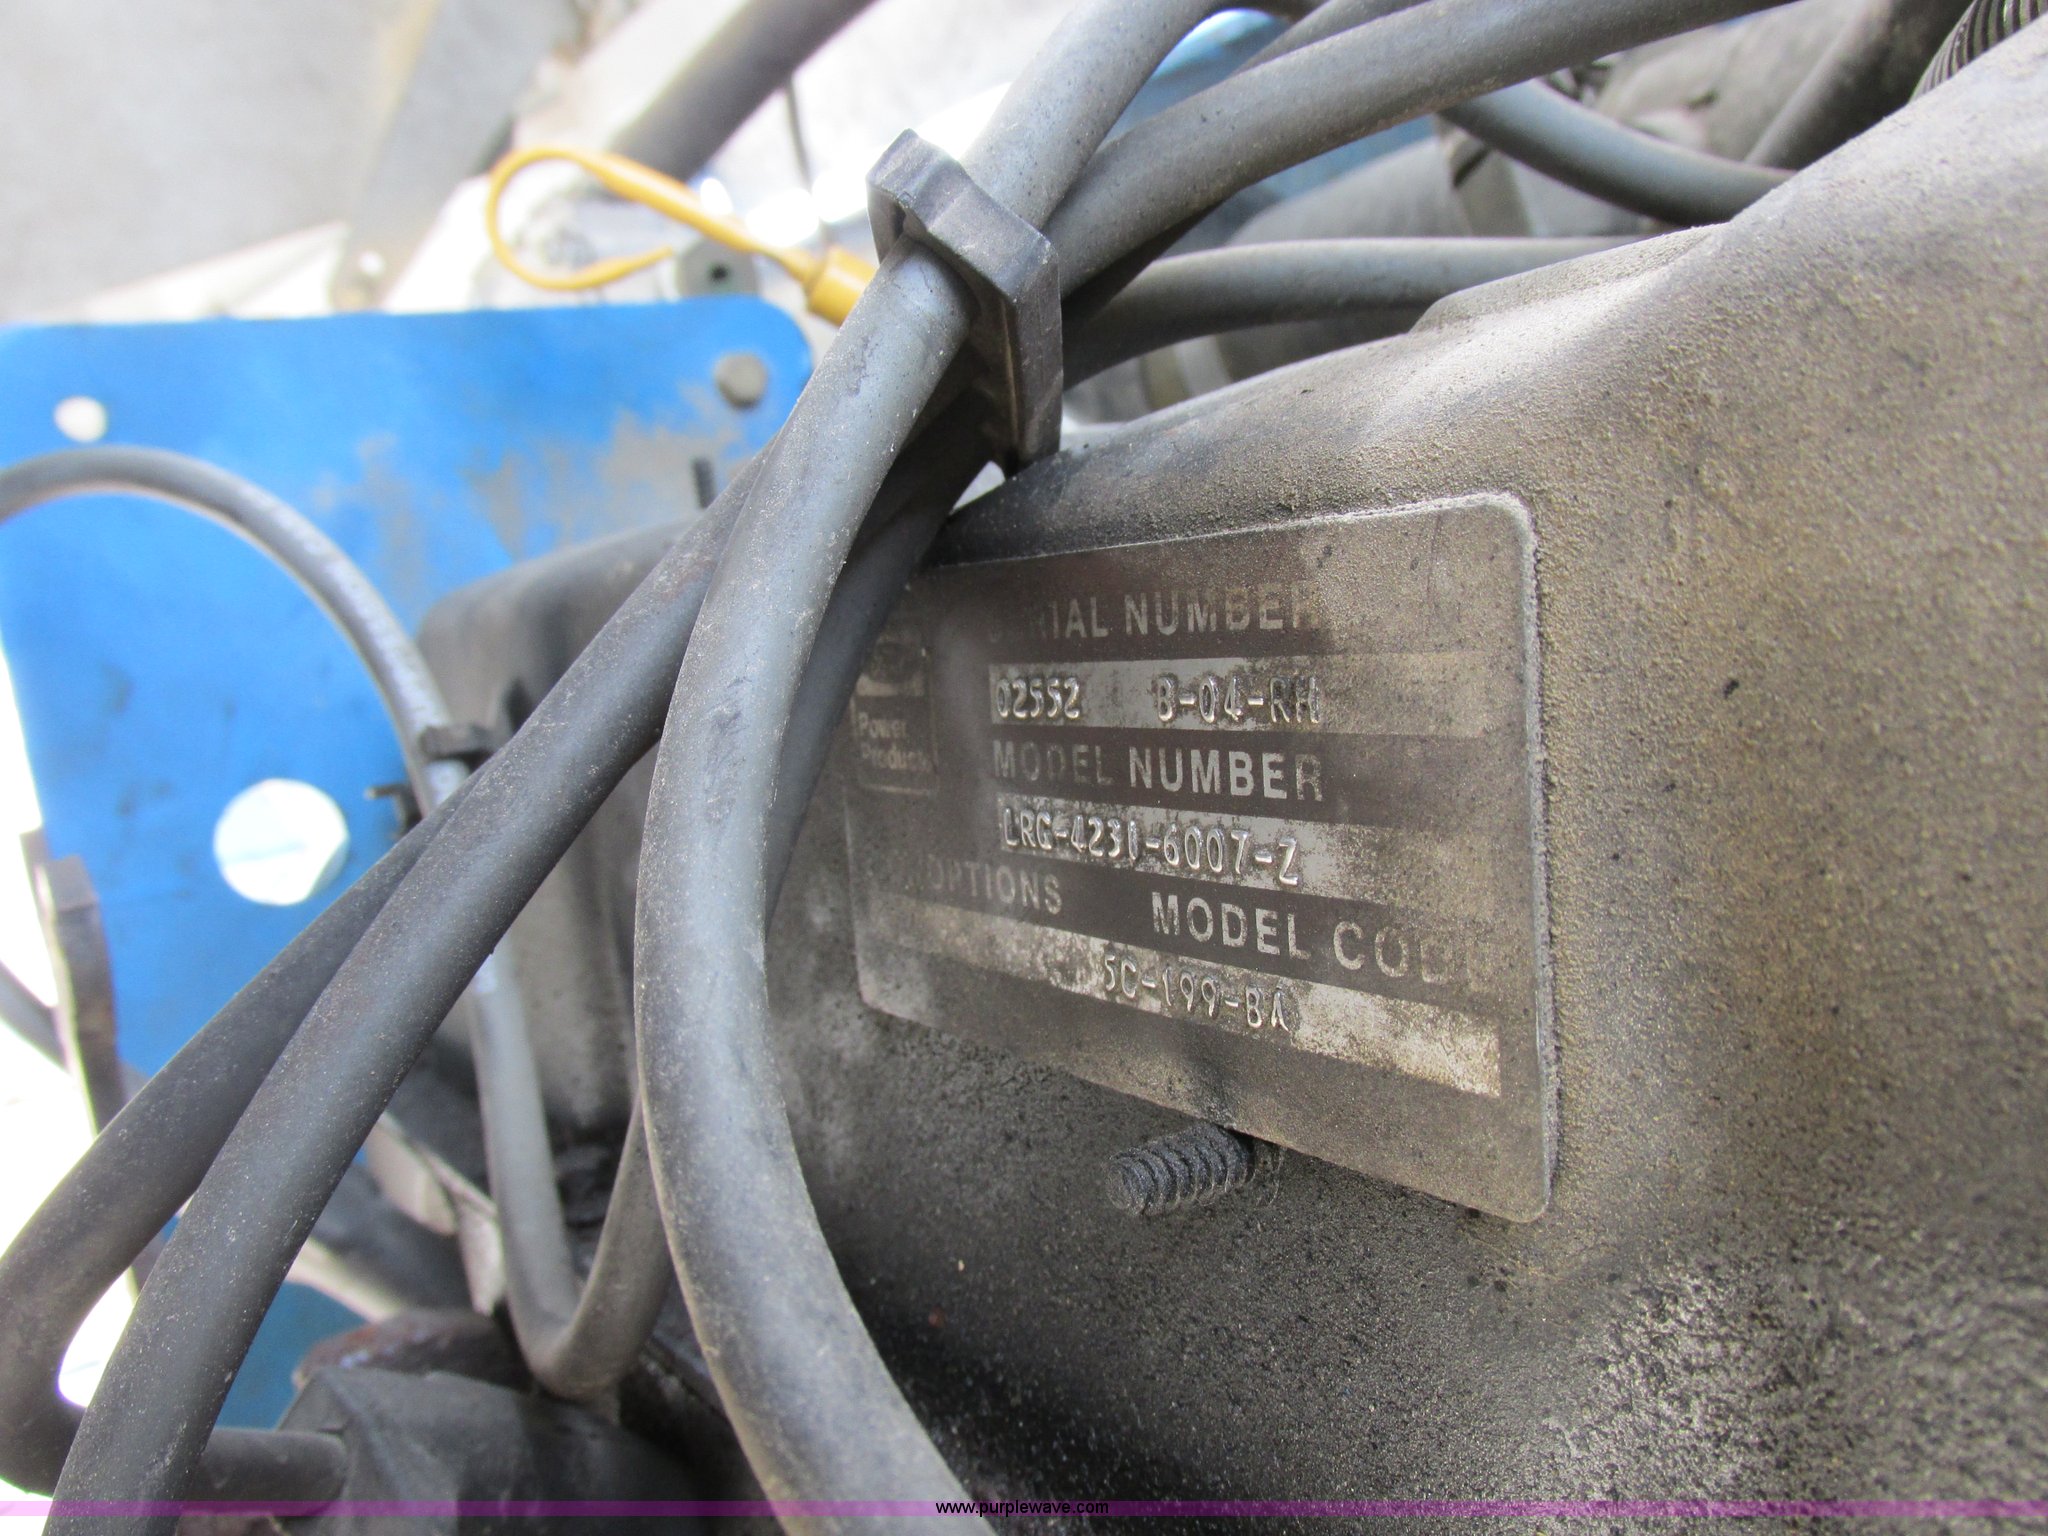 SERIAL NUMBER
02552 B-04-RH
Power
Products
MODEL NUMBER
LRG-4231-6007-Z
OPTIONS MODEL CODE
5C-199-BA
www.purplewave.com